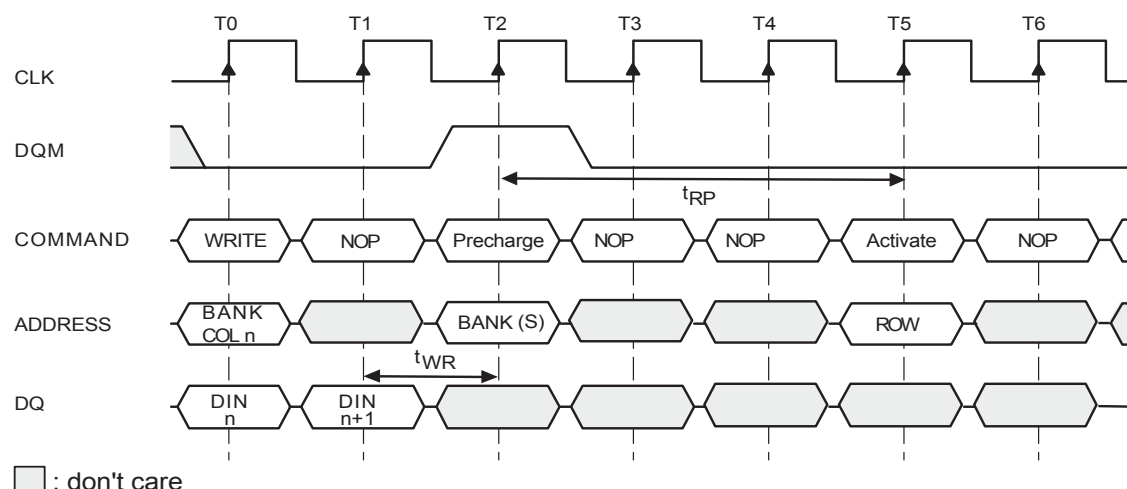 T0 T1 T2 T3 T4 T5 T6
CLK
DQM
tRP
COMMAND WRITE NOP Precharge NOP NOP Activate NOP
ADDRESS BANK COL n BANK (S) ROW
tWR
DQ DIN n DIN n+1
: don't care